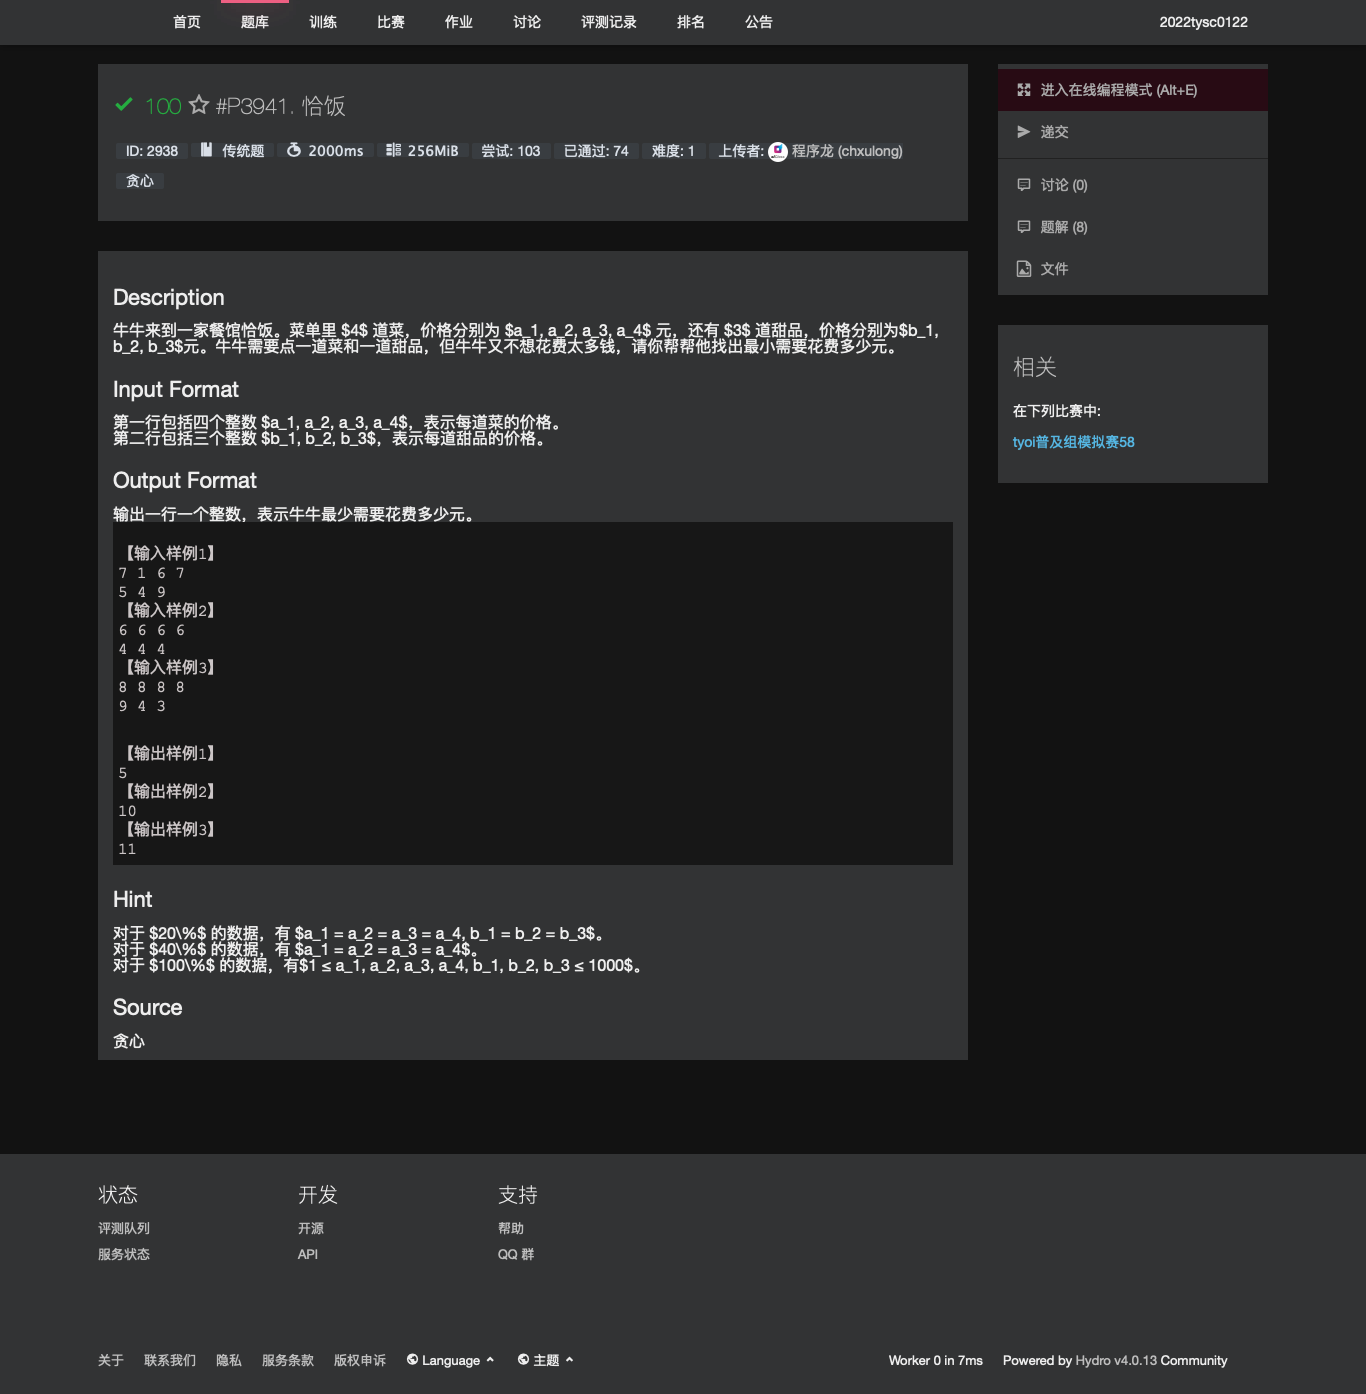 首页 题库 训练 比赛 作业 讨论 评测记录 排名 公告 2022tysc0122
100 #P3941. 恰饭
ID: 2938 传统题 2000ms 256MiB 尝试: 103 已通过: 74 难度: 1 上传者: 程序龙 (chxulong)
贪心
Description
牛牛来到一家餐馆恰饭。菜单里 $4$ 道菜，价格分别为 $a_1, a_2, a_3, a_4$ 元，还有 $3$ 道甜品，价格分别为$b_1,
b_2, b_3$元。牛牛需要点一道菜和一道甜品，但牛牛又不想花费太多钱，请你帮帮他找出最小需要花费多少元。
Input Format
第一行包括四个整数 $a_1, a_2, a_3, a_4$，表示每道菜的价格。
第二行包括三个整数 $b_1, b_2, b_3$，表示每道甜品的价格。
Output Format
输出一行一个整数，表示牛牛最少需要花费多少元。
【输入样例1】
7 1 6 7
5 4 9
【输入样例2】
6 6 6 6
4 4 4
【输入样例3】
8 8 8 8
9 4 3
【输出样例1】
5
【输出样例2】
10
【输出样例3】
11
Hint
对于 $20\%$ 的数据，有 $a_1 = a_2 = a_3 = a_4, b_1 = b_2 = b_3$。
对于 $40\%$ 的数据，有 $a_1 = a_2 = a_3 = a_4$。
对于 $100\%$ 的数据，有$1 ≤ a_1, a_2, a_3, a_4, b_1, b_2, b_3 ≤ 1000$。
Source
贪心
进入在线编程模式 (Alt+E)
递交
讨论 (0)
题解 (8)
文件
相关
在下列比赛中:
tyoi普及组模拟赛58
状态 开发 支持
评测队列 开源 帮助
服务状态 API QQ 群
关于 联系我们 隐私 服务条款 版权申诉 Language 主题 Worker 0 in 7ms Powered by Hydro v4.0.13 Community